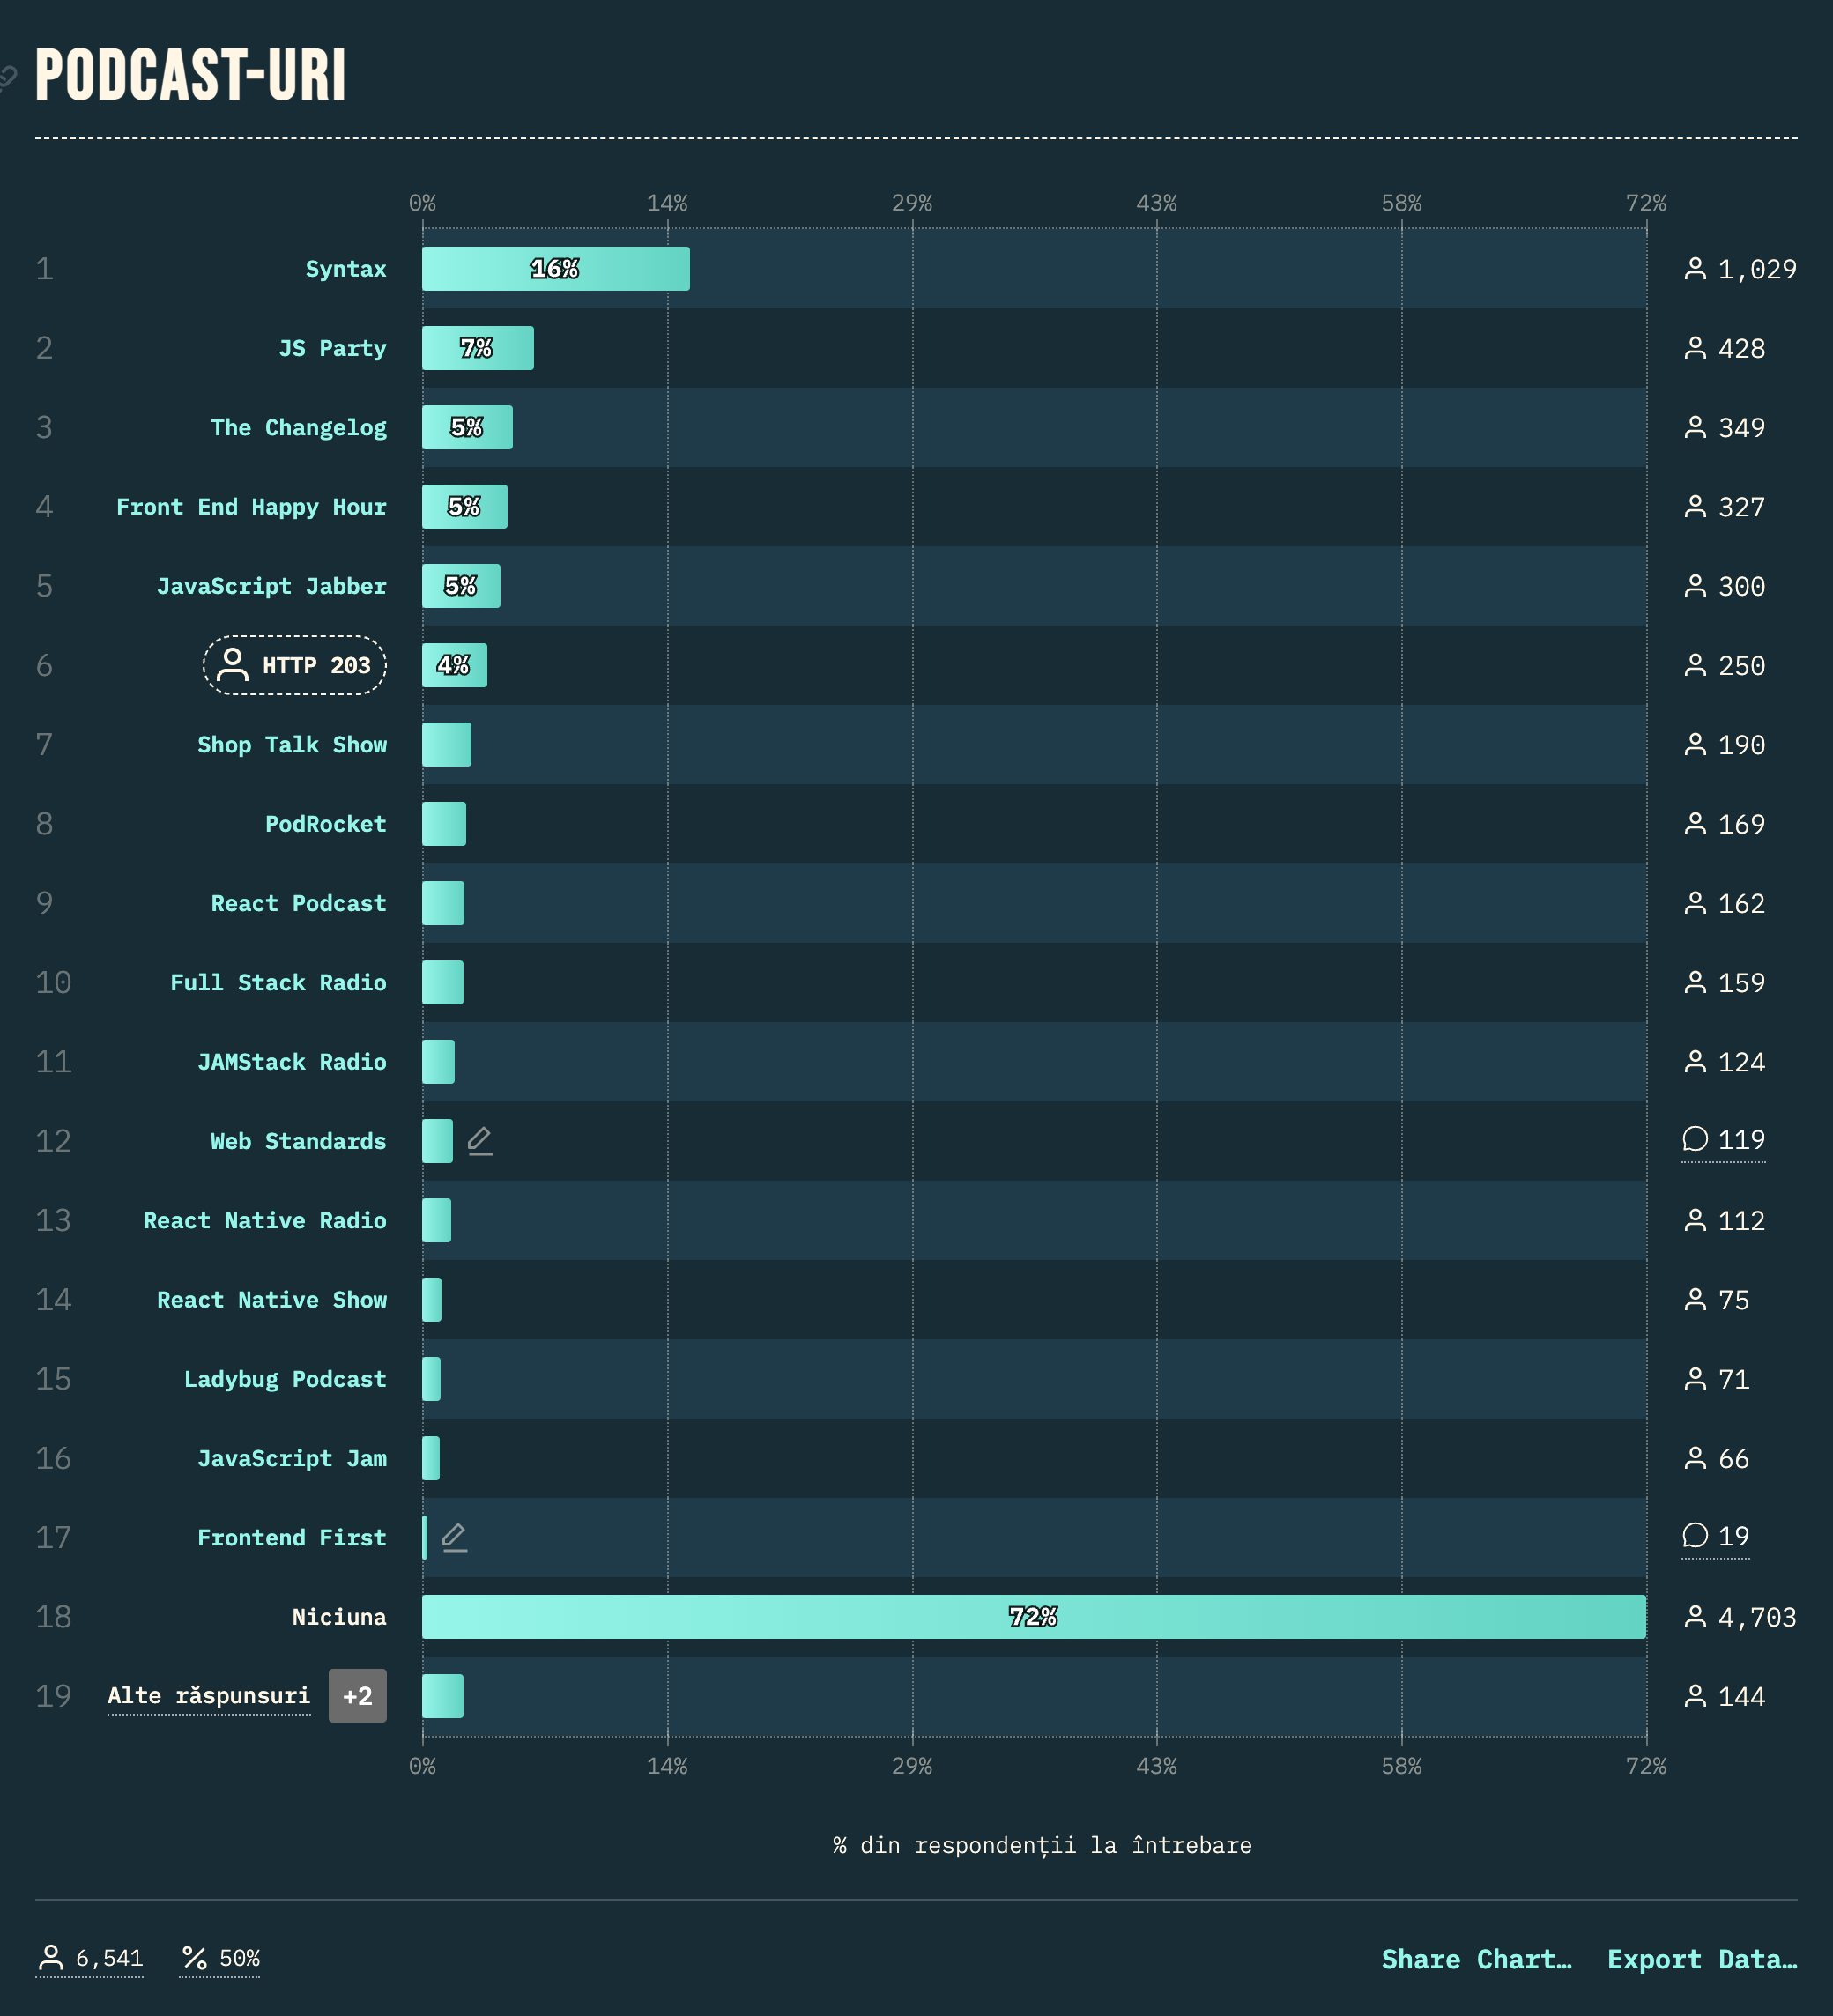 PODCAST-URI
0% 14% 29% 43% 58% 72%
1 Syntax 16% 1,029
2 JS Party 7% 428
3 The Changelog 5% 349
4 Front End Happy Hour 5% 327
5 JavaScript Jabber 5% 300
6 HTTP 203 4% 250
7 Shop Talk Show 190
8 PodRocket 169
9 React Podcast 162
10 Full Stack Radio 159
11 JAMStack Radio 124
12 Web Standards 119
13 React Native Radio 112
14 React Native Show 75
15 Ladybug Podcast 71
16 JavaScript Jam 66
17 Frontend First 19
18 Niciuna 72% 4,703
19 Alte răspunsuri +2 144
0% 14% 29% 43% 58% 72%
% din respondenții la întrebare
6,541 % 50% Share Chart… Export Data…